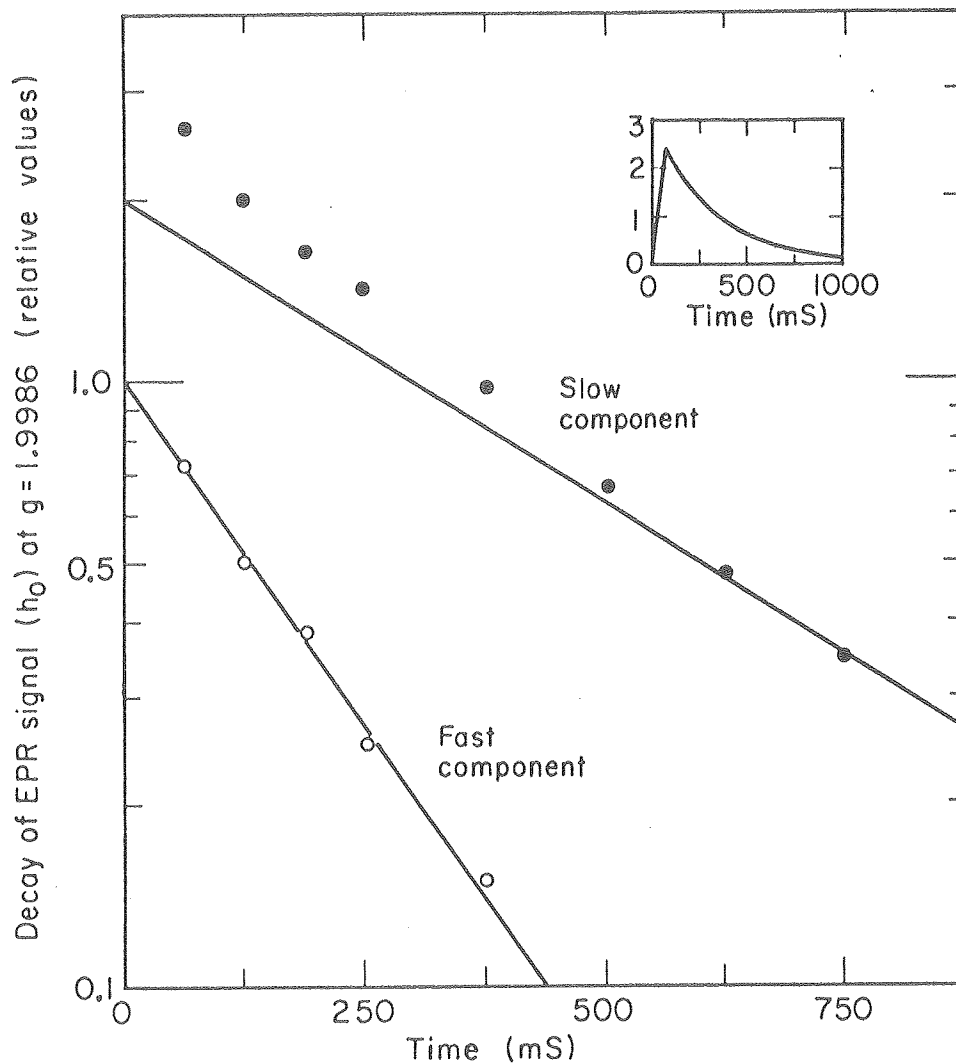 Decay of EPR signal (h0) at g = 1.9986 (relative values)
1.0
0.5
0.1
0 250 500 750
Time (mS)
Slow
component
Fast
component
3
2
1
0
0 500 1000
Time (mS)